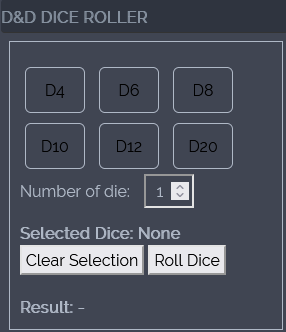 D&D DICE ROLLER
D4 D6 D8
D10 D12 D20
Number of die: 1
Selected Dice: None
Clear Selection Roll Dice
Result: -